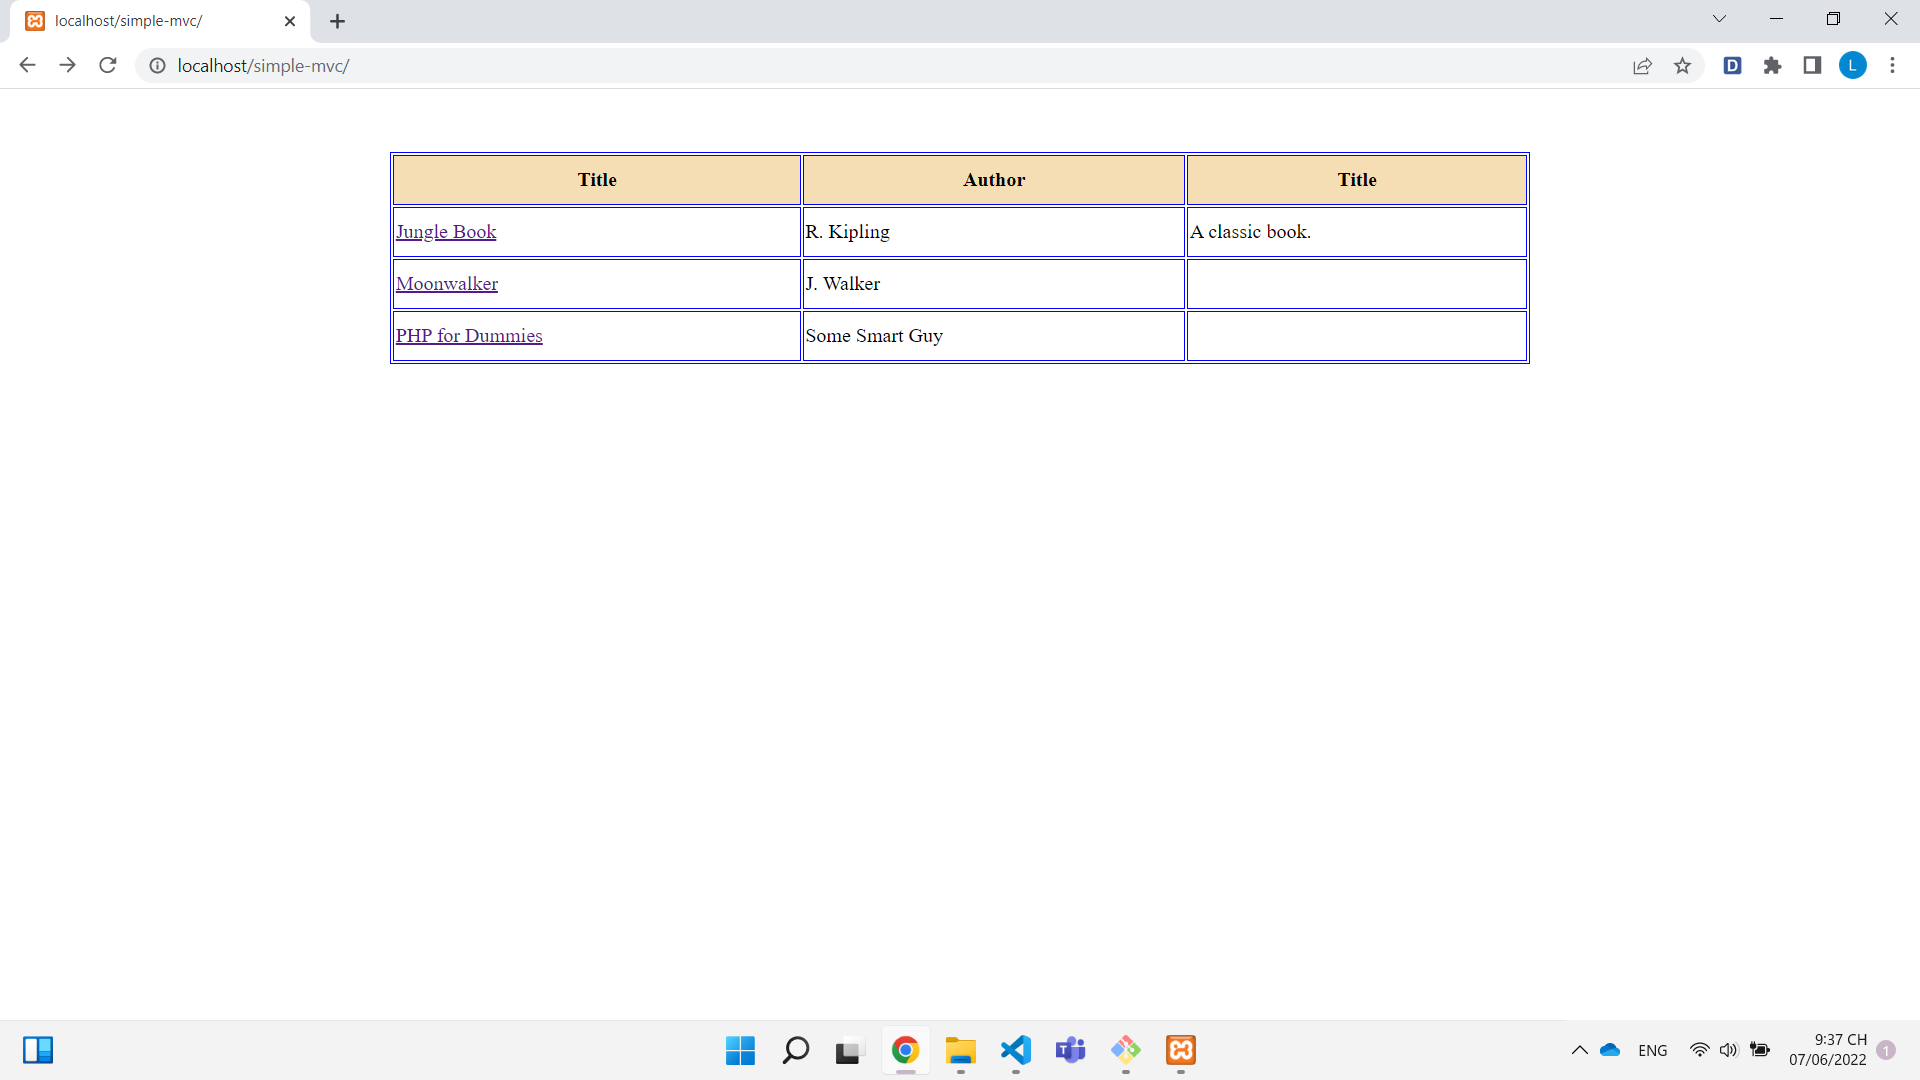 localhost/simple-mvc/
localhost/simple-mvc/
D
L
Title Author Title
Jungle Book R. Kipling A classic book.
Moonwalker J. Walker
PHP for Dummies Some Smart Guy
T
ENG
9:37 CH
07/06/2022
1